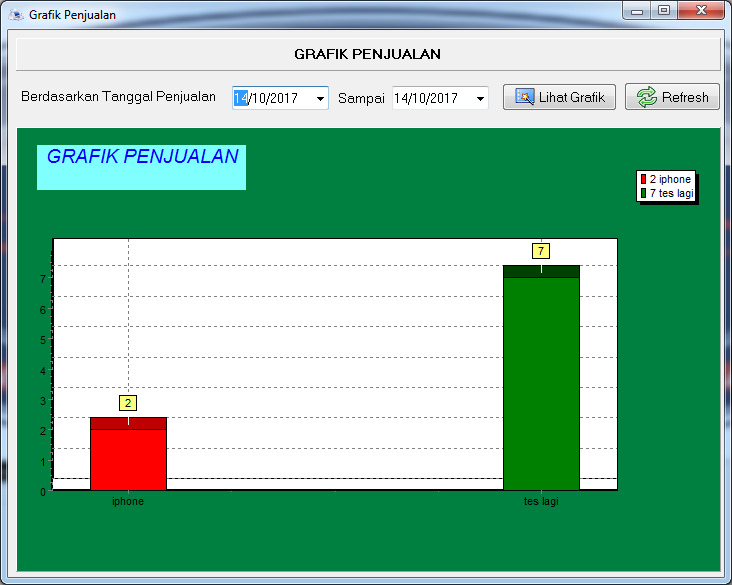 Grafik Penjualan
GRAFIK PENJUALAN
Berdasarkan Tanggal Penjualan 14/10/2017 Sampai 14/10/2017 Lihat Grafik Refresh
GRAFIK PENJUALAN
2 iphone
7 tes lagi
7
7
6
5
4
3
2
2
1
0
iphone tes lagi